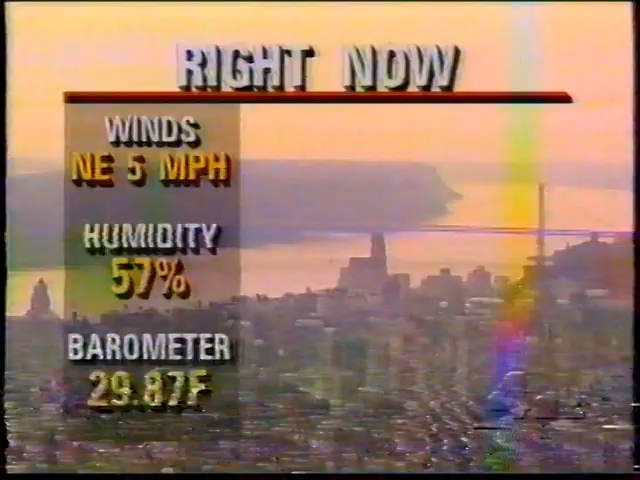 RIGHT NOW
WINDS
NE 5 MPH
HUMIDITY
57%
BAROMETER
29.87F